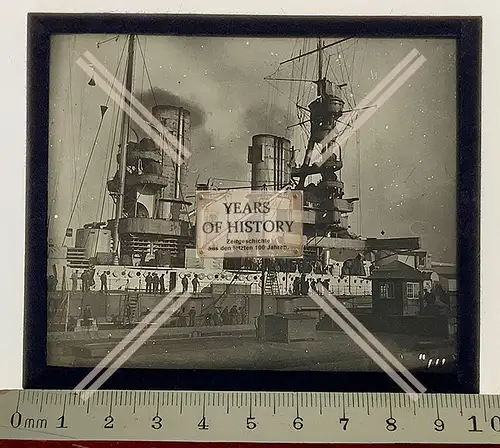 YEARS
OF HISTORY
Zeitgeschichte
aus den letzten 100 Jahren.
0mm 1 2 3 4 5 6 7 8 9 10